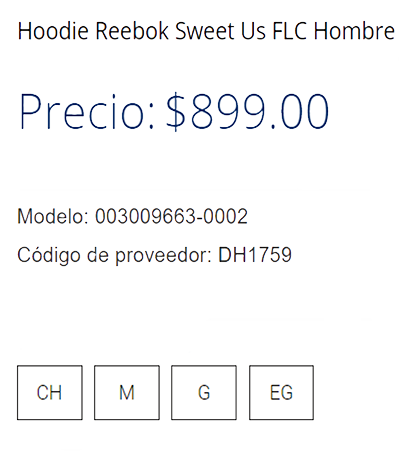 Hoodie Reebok Sweet Us FLC Hombre
Precio: $899.00
Modelo: 003009663-0002
Código de proveedor: DH1759
CH M G EG